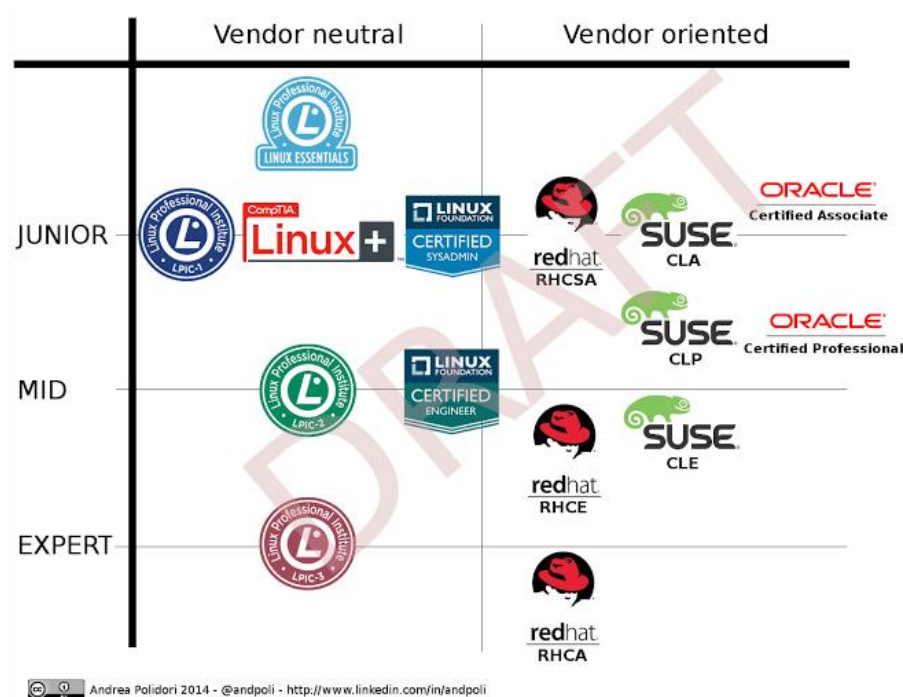 Vendor neutral
Vendor oriented
Linux Professional Institute
LINUX ESSENTIALS
JUNIOR
Linux Professional Institute
LPIC-1
CompTIA
Linux+
LINUX
FOUNDATION
CERTIFIED
SYSADMIN
redhat.
RHCSA
SUSE
CLA
ORACLE
Certified Associate
SUSE
CLP
ORACLE
Certified Professional
MID
Linux Professional Institute
LPIC-2
LINUX
FOUNDATION
CERTIFIED
ENGINEER
redhat.
RHCE
SUSE
CLE
EXPERT
Linux Professional Institute
LPIC-3
redhat.
RHCA
DRAFT
Andrea Polidori 2014 - @andpoli - http://www.linkedin.com/in/andpoli